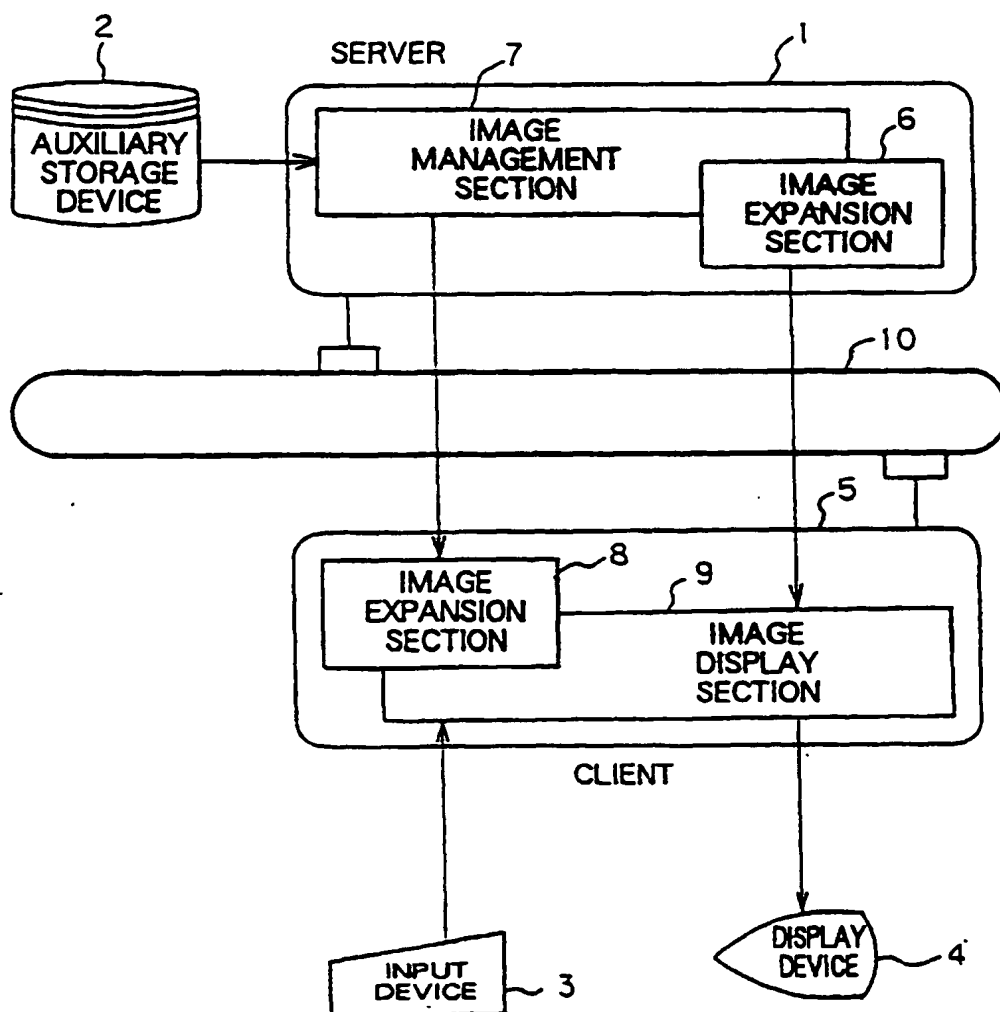 2
SERVER
7
1
AUXILIARY
STORAGE
DEVICE
IMAGE
MANAGEMENT
SECTION
6
IMAGE
EXPANSION
SECTION
10
5
IMAGE
EXPANSION
SECTION
8
9
IMAGE
DISPLAY
SECTION
CLIENT
INPUT
DEVICE
3
DISPLAY
DEVICE
4